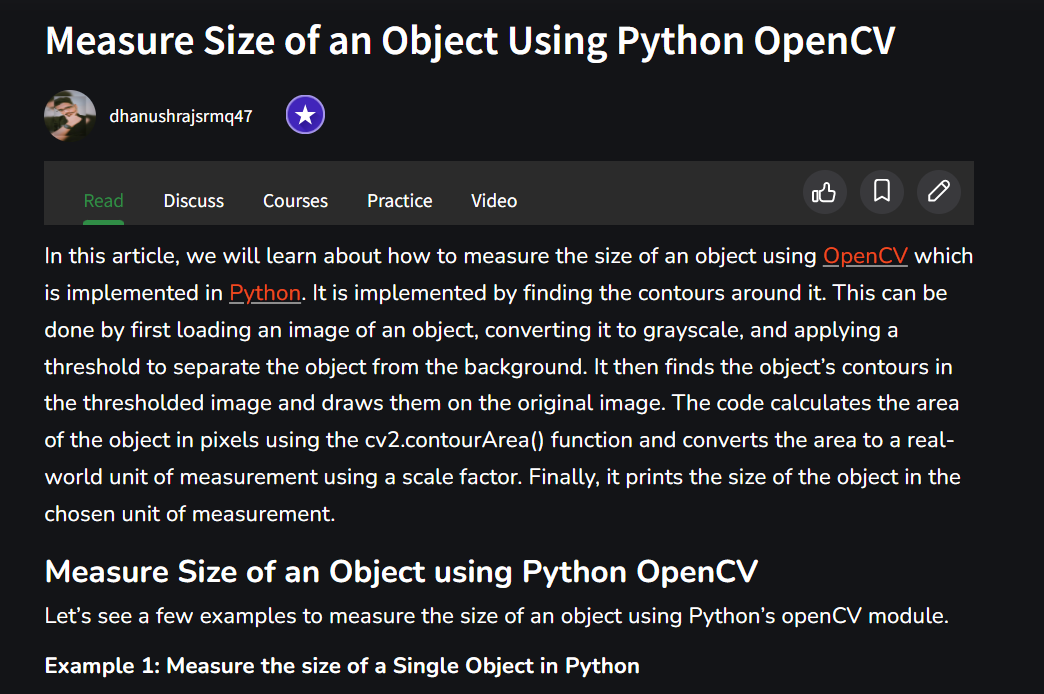 Measure Size of an Object Using Python OpenCV
dhanushrajsrmq47
Read Discuss Courses Practice Video
In this article, we will learn about how to measure the size of an object using OpenCV which
is implemented in Python. It is implemented by finding the contours around it. This can be
done by first loading an image of an object, converting it to grayscale, and applying a
threshold to separate the object from the background. It then finds the object’s contours in
the thresholded image and draws them on the original image. The code calculates the area
of the object in pixels using the cv2.contourArea() function and converts the area to a real-
world unit of measurement using a scale factor. Finally, it prints the size of the object in the
chosen unit of measurement.
Measure Size of an Object using Python OpenCV
Let’s see a few examples to measure the size of an object using Python’s openCV module.
Example 1: Measure the size of a Single Object in Python